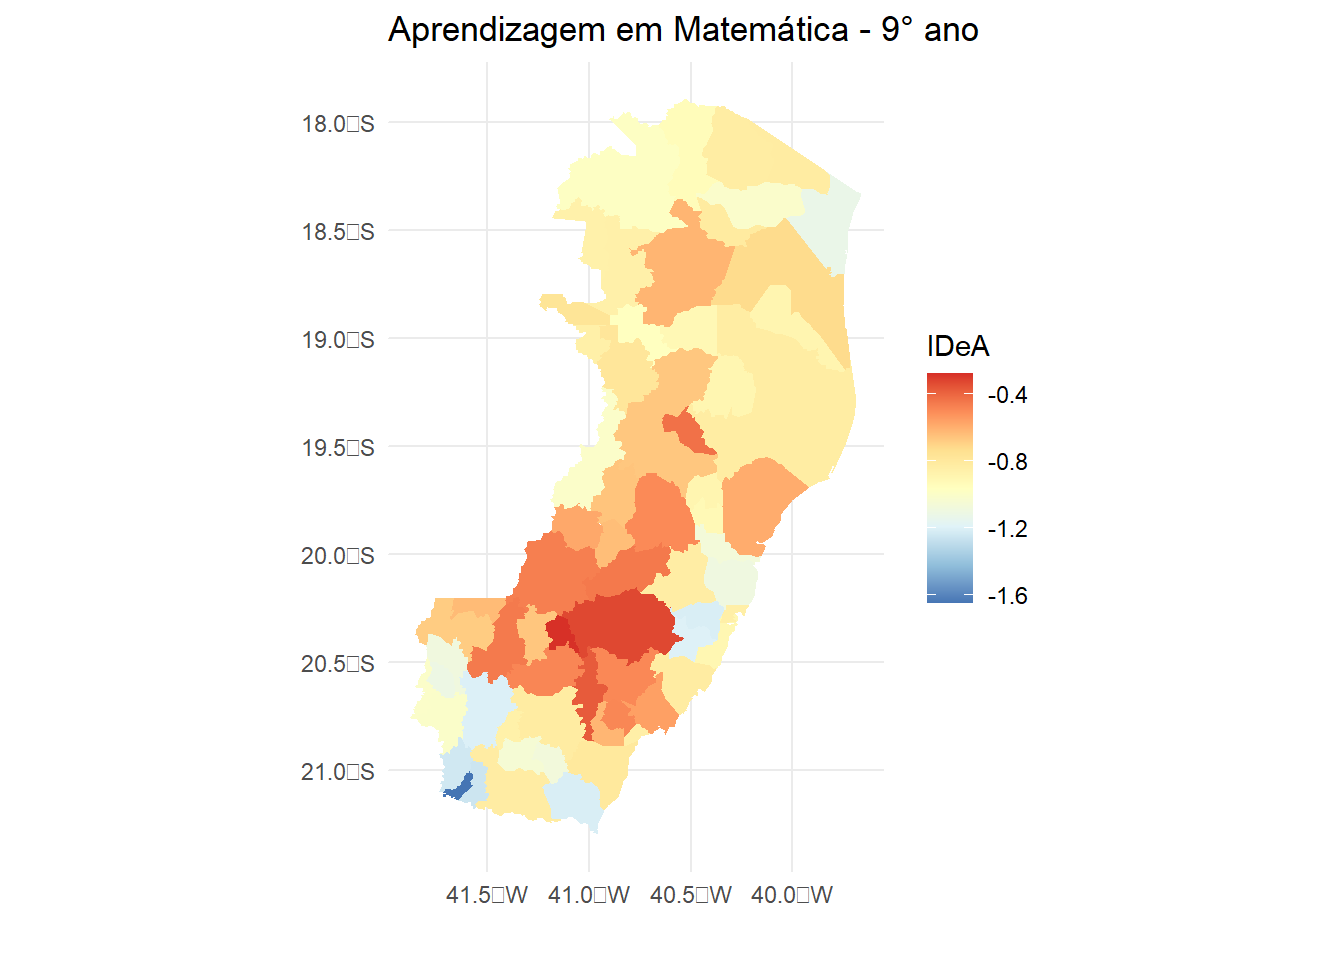 Aprendizagem em Matemática - 9° ano
18.0□S
18.5□S
19.0□S
19.5□S
20.0□S
20.5□S
21.0□S
41.5□W 41.0□W 40.5□W 40.0□W
IDeA
-0.4
-0.8
-1.2
-1.6